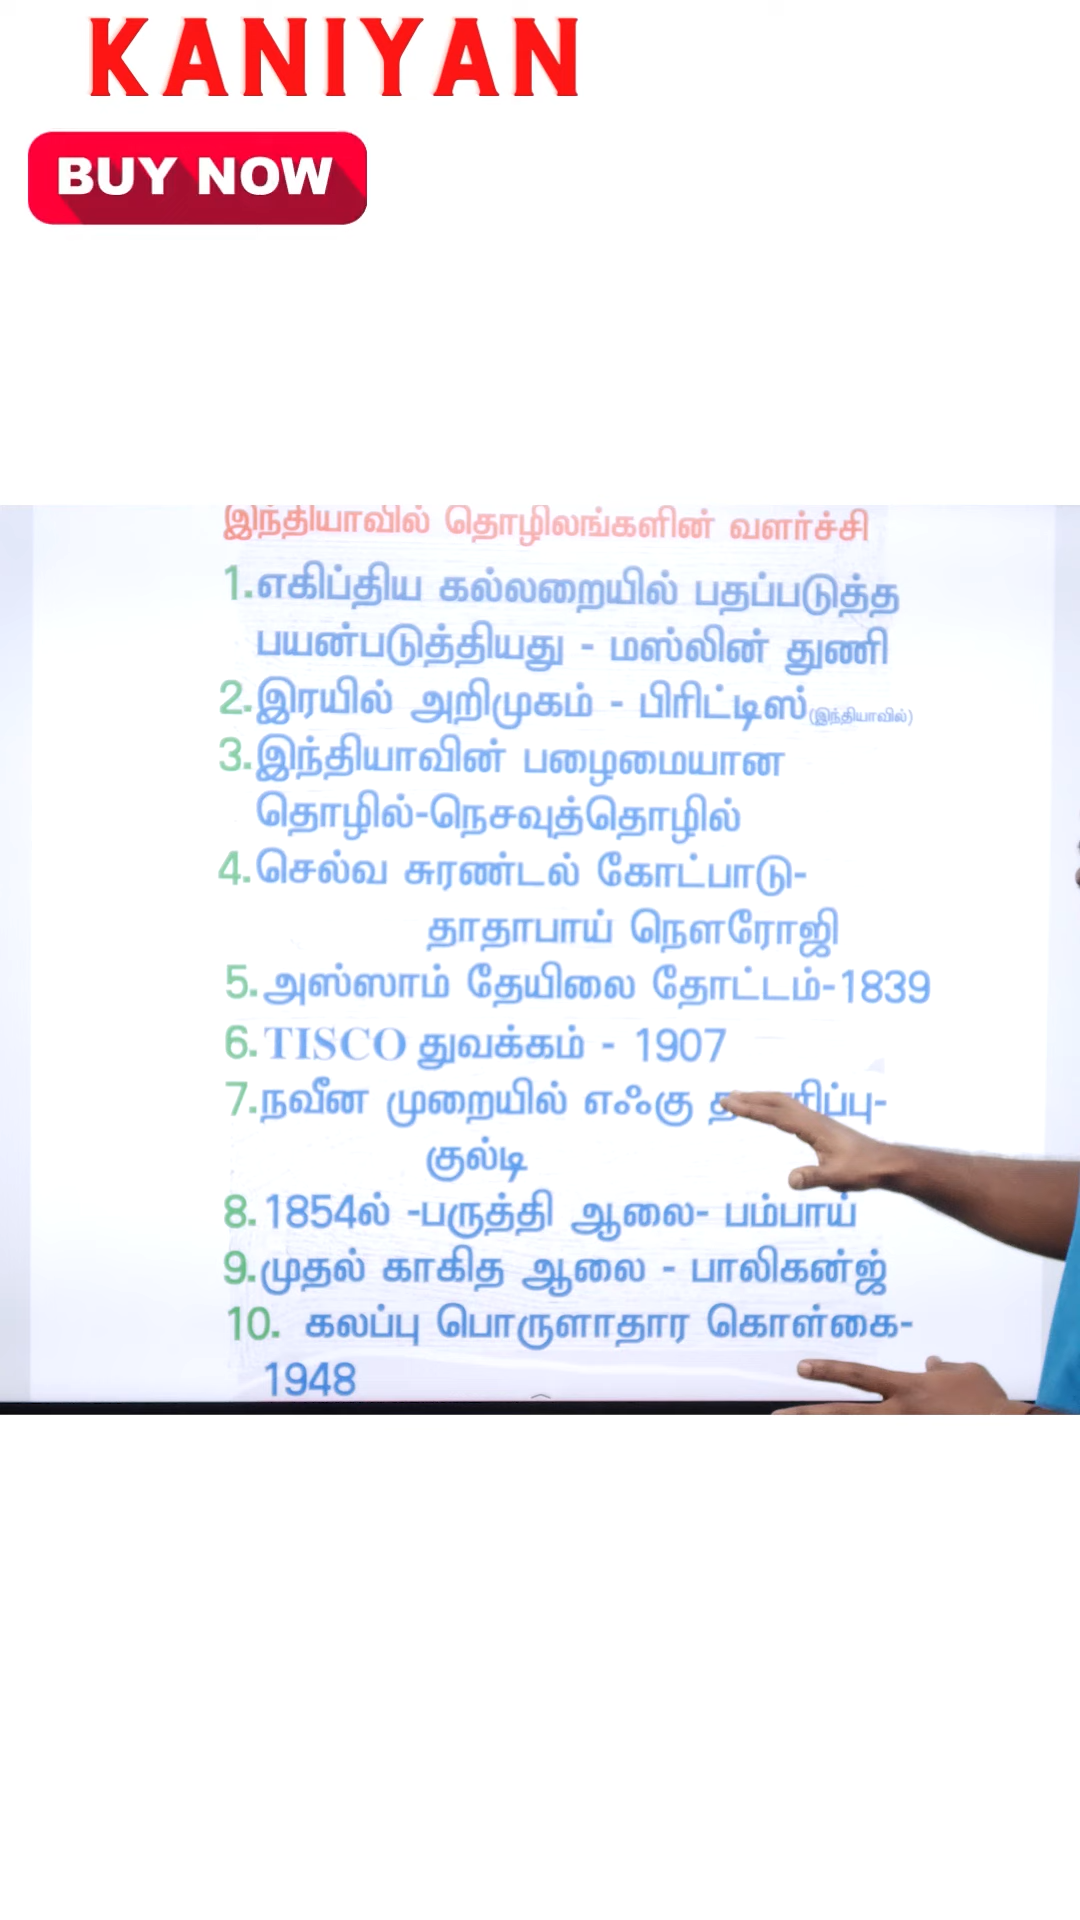 KANIYAN
BUY NOW
இந்தியாவில் தொழிலங்களின் வளர்ச்சி
1.எகிப்திய கல்லறையில் பதப்படுத்த
பயன்படுத்தியது - மஸ்லின் துணி
2.இரயில் அறிமுகம் - பிரிட்டிஸ்(இந்தியாவில்)
3.இந்தியாவின் பழைமையான
தொழில்-நெசவுத்தொழில்
4.செல்வ சுரண்டல் கோட்பாடு-
தாதாபாய் நௌரோஜி
5.அஸ்ஸாம் தேயிலை தோட்டம்-1839
6.TISCO துவக்கம் - 1907
7.நவீன முறையில் எஃகு
குல்டி
8.1854ல் -பருத்தி ஆலை- பம்பாய்
9.முதல் காகித ஆலை - பாலிகன்ஜ்
10. கலப்பு பொருளாதார கொள்கை-
1948